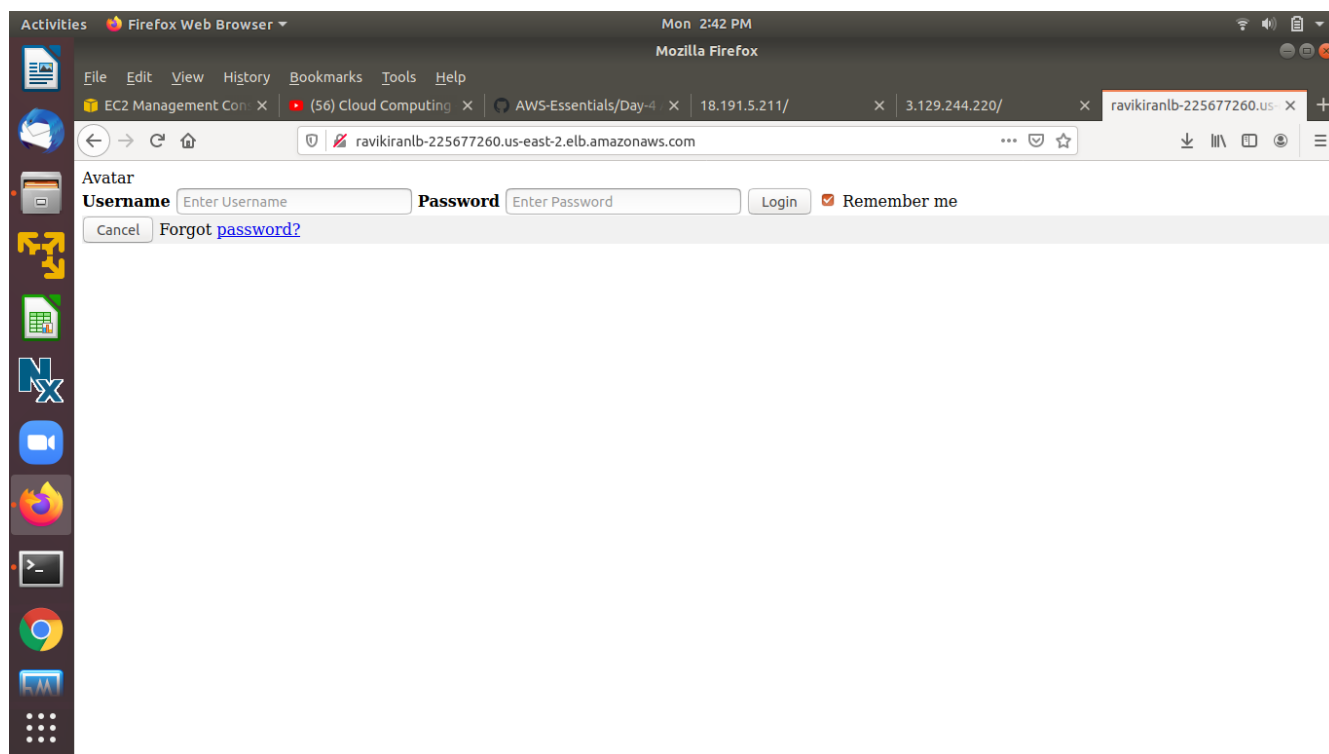 Activities Firefox Web Browser Mon 2:42 PM
Mozilla Firefox
File Edit View History Bookmarks Tools Help
EC2 Management Con (56) Cloud Computing AWS-Essentials/Day-4 18.191.5.211/ 3.129.244.220/ ravikiranlb-225677260.us-
ravikiranlb-225677260.us-east-2.elb.amazonaws.com
Avatar
Username Enter Username Password Enter Password Login Remember me
Cancel Forgot password?